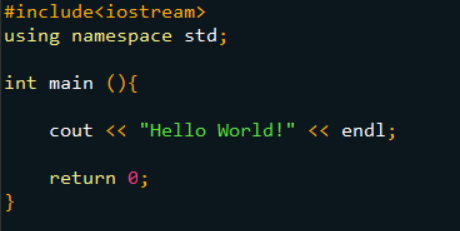 #include<iostream>
using namespace std;
int main (){
cout << "Hello World!" << endl;
return 0;
}